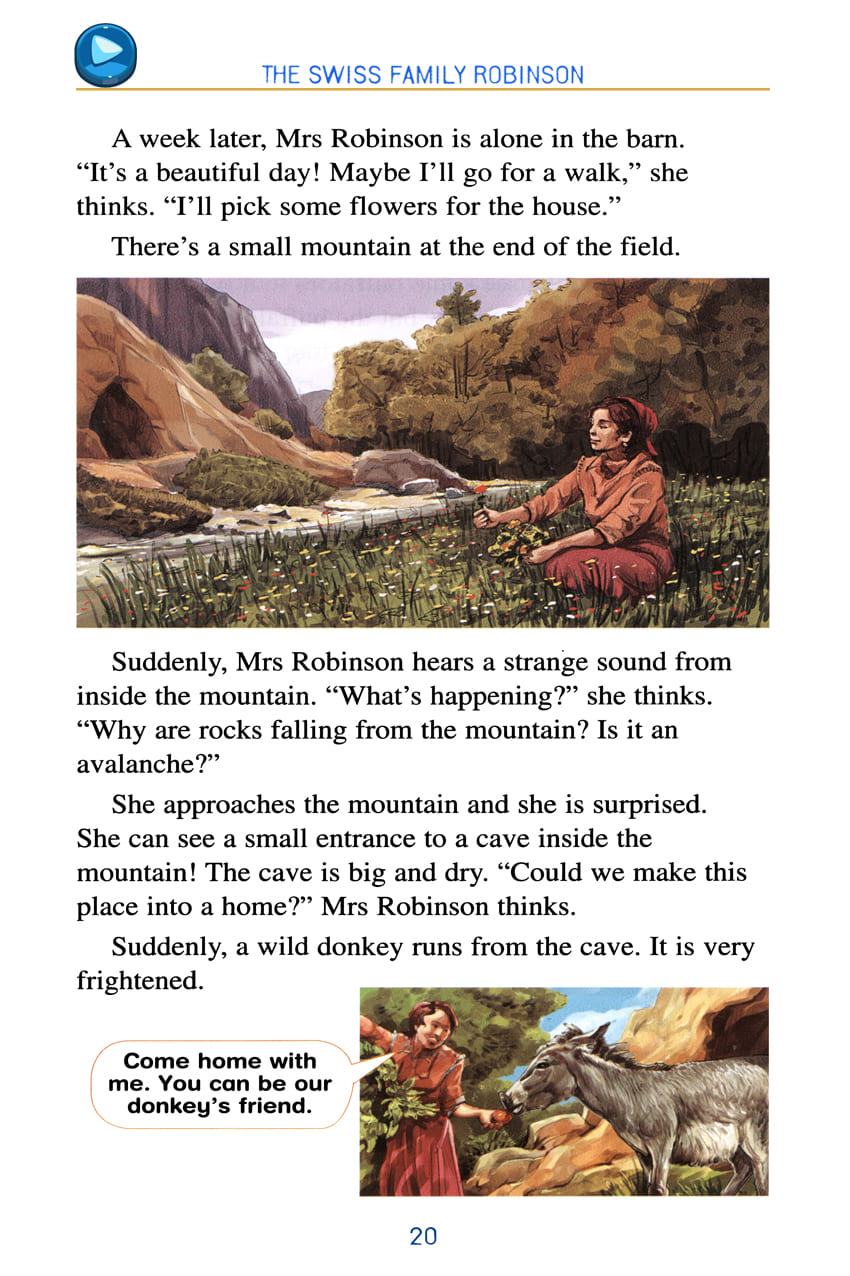 THE SWISS FAMILY ROBINSON
A week later, Mrs Robinson is alone in the barn.
“It’s a beautiful day! Maybe I’ll go for a walk,” she
thinks. “I’ll pick some flowers for the house.”
There’s a small mountain at the end of the field.
Suddenly, Mrs Robinson hears a strange sound from
inside the mountain. “What’s happening?” she thinks.
“Why are rocks falling from the mountain? Is it an
avalanche?”
She approaches the mountain and she is surprised.
She can see a small entrance to a cave inside the
mountain! The cave is big and dry. “Could we make this
place into a home?” Mrs Robinson thinks.
Suddenly, a wild donkey runs from the cave. It is very
frightened.
Come home with
me. You can be our
donkey’s friend.
20